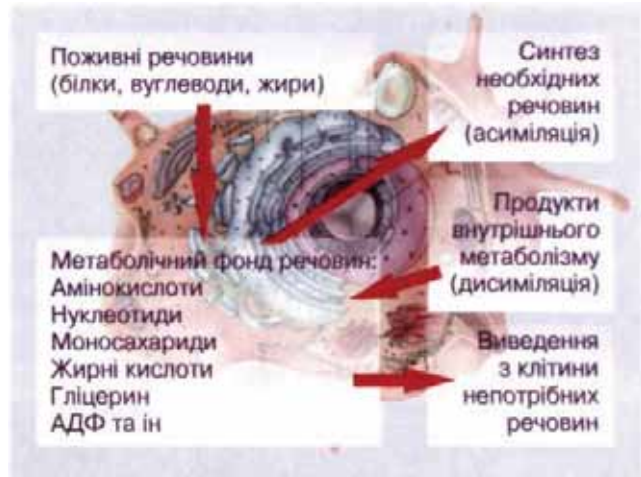 Поживні речовини
(білки, вуглеводи, жири)
Синтез
необхідних
речовин
(асиміляція)
Продукти
внутрішнього
метаболізму
(дисиміляція)
Метаболічний фонд речовин:
Амінокислоти
Нуклеотиди
Моносахариди
Жирні кислоти
Гліцерин
АДФ та ін
Виведення
з клітини
непотрібних
речовин